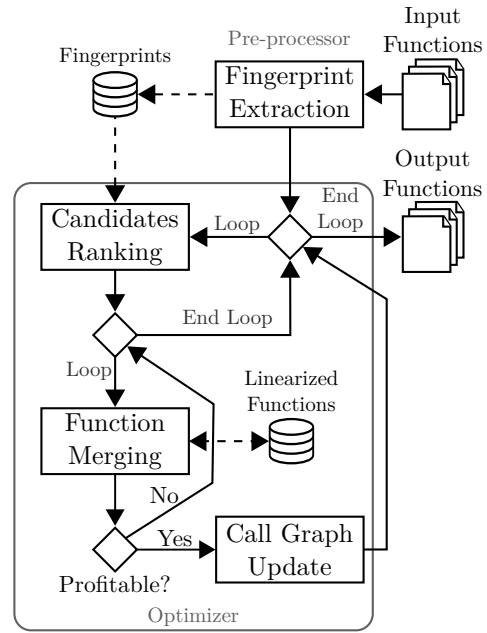 Input
Functions
Pre-processor
Fingerprints
Fingerprint
Extraction
Output
Functions
End
Loop
Loop
Candidates
Ranking
End Loop
Loop
Linearized
Functions
Function
Merging
No
Yes
Call Graph
Update
Profitable?
Optimizer